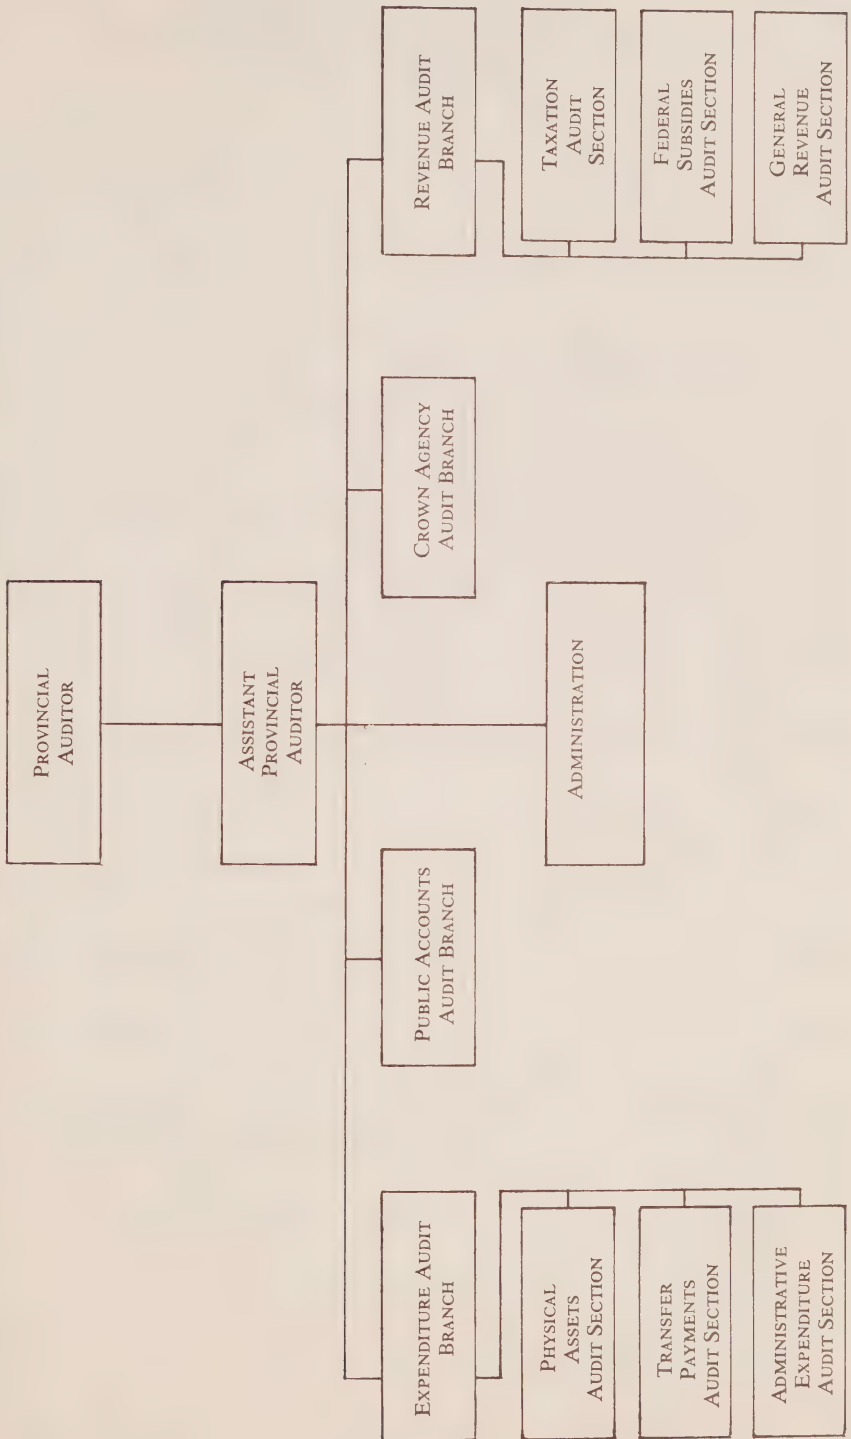 PROVINCIAL
AUDITOR
ASSISTANT
PROVINCIAL
AUDITOR
EXPENDITURE AUDIT
BRANCH
PUBLIC ACCOUNTS
AUDIT BRANCH
CROWN AGENCY
AUDIT BRANCH
REVENUE AUDIT
BRANCH
PHYSICAL
ASSETS
AUDIT SECTION
TRANSFER
PAYMENTS
AUDIT SECTION
ADMINISTRATIVE
EXPENDITURE
AUDIT SECTION
ADMINISTRATION
TAXATION
AUDIT
SECTION
FEDERAL
SUBSIDIES
AUDIT SECTION
GENERAL
REVENUE
AUDIT SECTION